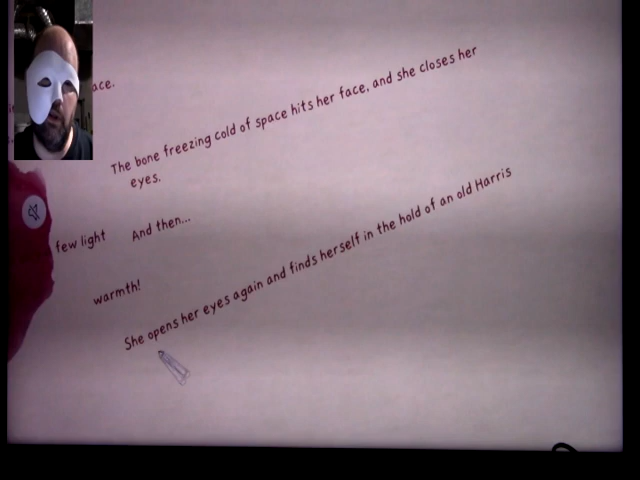 ace.
The bone freezing cold of space hits her face, and she closes her
eyes.
few light
And then...
warmth!
She opens her eyes again and finds herself in the hold of an old Harris